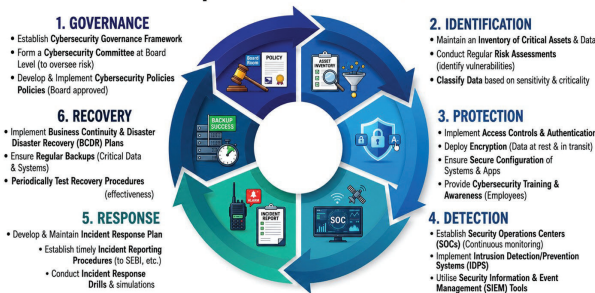 1. GOVERNANCE
• Establish Cybersecurity Governance Framework
• Form a Cybersecurity Committee at Board
Level (to oversee risk)
• Develop & Implement Cybersecurity Policies
Policies (Board approved)
2. IDENTIFICATION
• Maintain an Inventory of Critical Assets & Data
• Conduct Regular Risk Assessments
(identify vulnerabilities)
• Classify Data based on sensitivity & criticality
3. PROTECTION
• Implement Access Controls & Authentication
• Deploy Encryption (Data at rest & in transit)
• Ensure Secure Configuration of
Systems & Apps
• Provide Cybersecurity Training &
Awareness (Employees)
4. DETECTION
• Establish Security Operations Centers
(SOCs) (Continuous monitoring)
• Implement Intrusion Detection/Prevention
Systems (IDPS)
• Utilise Security Information & Event
Management (SIEM) Tools
5. RESPONSE
• Develop & Maintain Incident Response Plan
• Establish timely Incident Reporting
Procedures (to SEBI, etc.)
• Conduct Incident Response
Drills & simulations
6. RECOVERY
• Implement Business Continuity & Disaster
Disaster Recovery (BCDR) Plans
• Ensure Regular Backups (Critical Data
& Systems)
• Periodically Test Recovery Procedures
(effectiveness)
Board
Room
POLICY
ASSET
INVENTORY
A
SOC
ALARM
INCIDENT
REPORT
BACKUP
SUCCESS